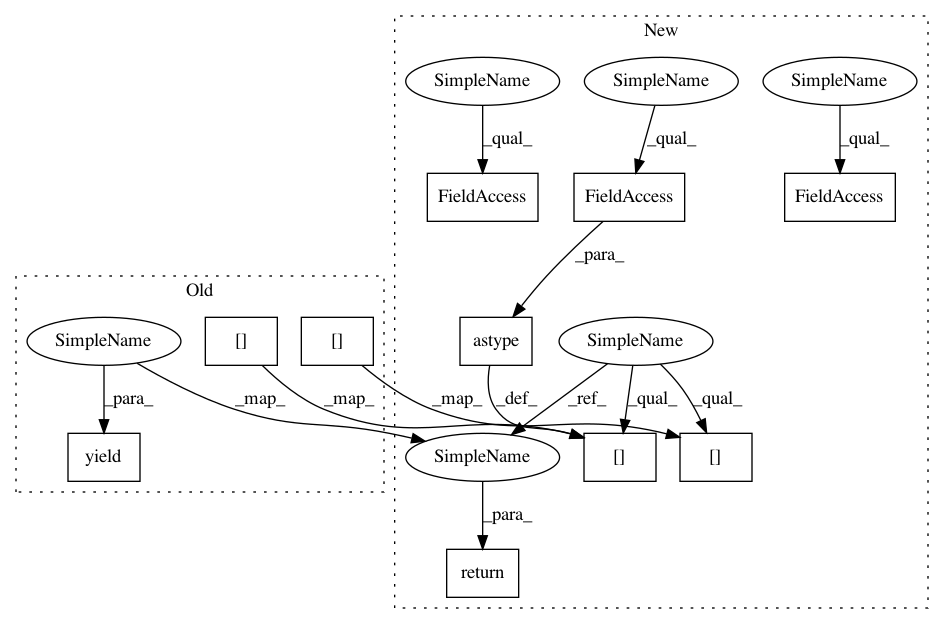 New
SimpleName
SimpleName
SimpleName
_qual_
_qual_
_qual_
FieldAccess
FieldAccess
FieldAccess
_para_
Old
SimpleName
[]
[]
astype
SimpleName
_para_
_map_
_map_
_map_
_def_
_ref_
_qual_
_qual_
yield
SimpleName
[]
[]
_para_
return